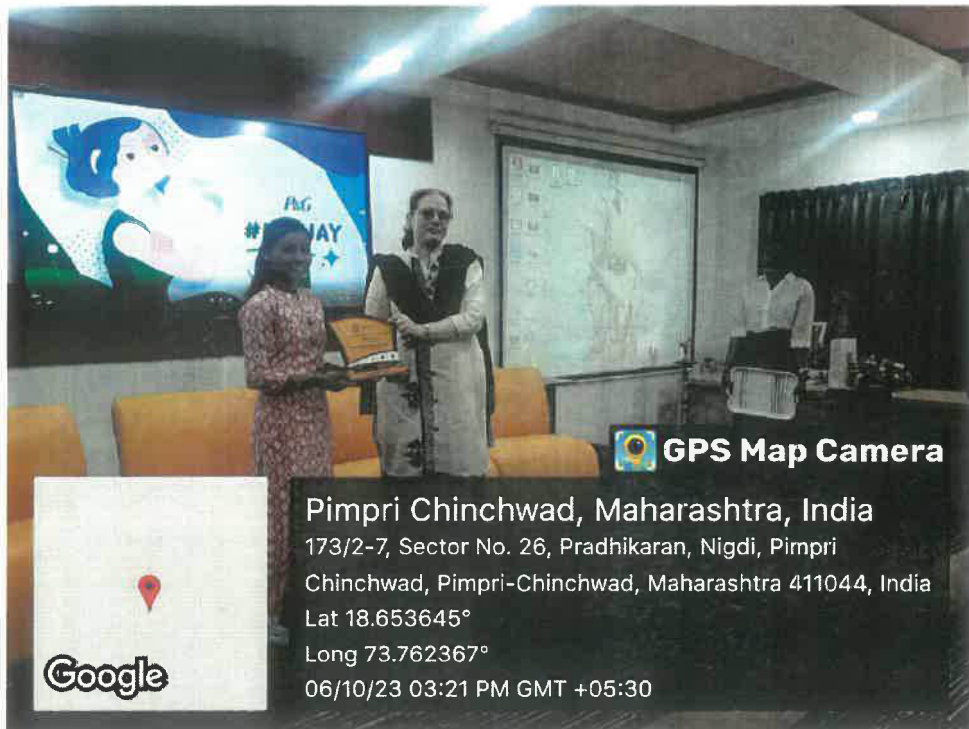 P&G
GPS Map Camera
Pimpri Chinchwad, Maharashtra, India
173/2-7, Sector No. 26, Pradhikaran, Nigdi, Pimpri
Chinchwad, Pimpri-Chinchwad, Maharashtra 411044, India
Lat 18.653645°
Long 73.762367°
06/10/23 03:21 PM GMT +05:30
Google